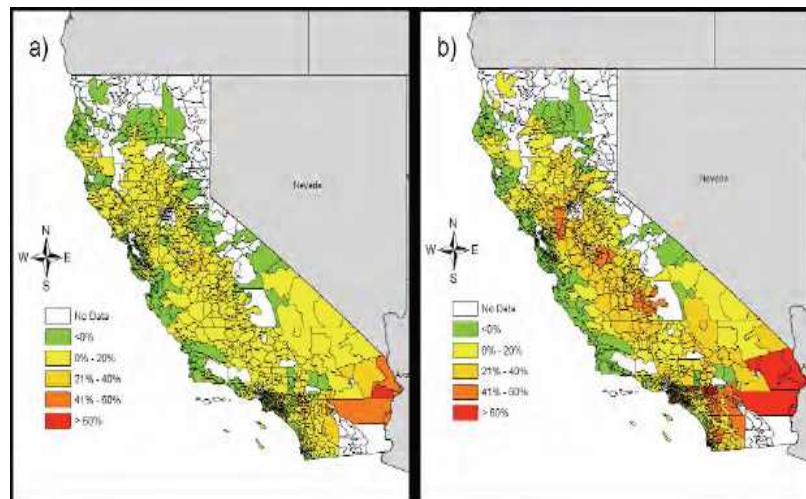 a)
Nevada
N
W E
S
No Data
<0%
0% - 20%
21% - 40%
41% - 60%
> 60%
b)
Nevada
N
W E
S
No Data
<0%
0% - 20%
21% - 40%
41% - 60%
> 60%